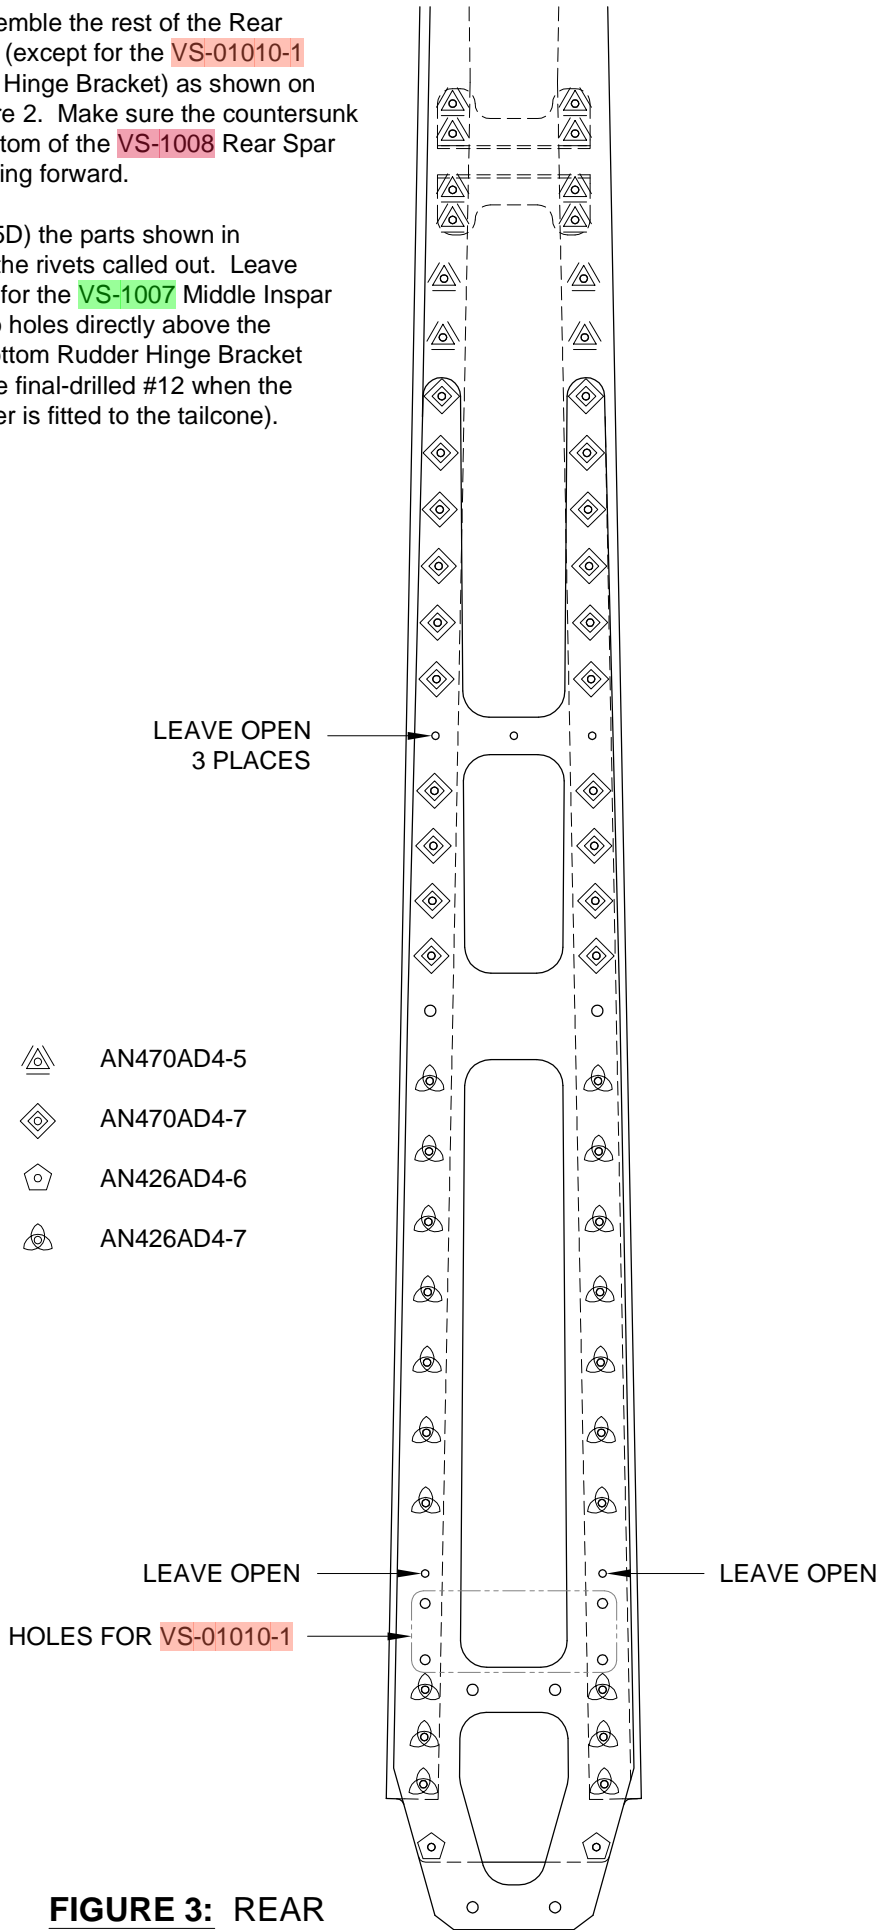 emble the rest of the Rear
(except for the VS-01010-1
Hinge Bracket) as shown on
re 2. Make sure the countersunk
ttom of the VS-1008 Rear Spar
ing forward.
5D) the parts shown in
the rivets called out. Leave
for the VS-1007 Middle Inspar
o holes directly above the
ottom Rudder Hinge Bracket
e final-drilled #12 when the
er is fitted to the tailcone).
LEAVE OPEN
3 PLACES
AN470AD4-5
AN470AD4-7
AN426AD4-6
AN426AD4-7
LEAVE OPEN
LEAVE OPEN
HOLES FOR VS-01010-1
FIGURE 3: REAR